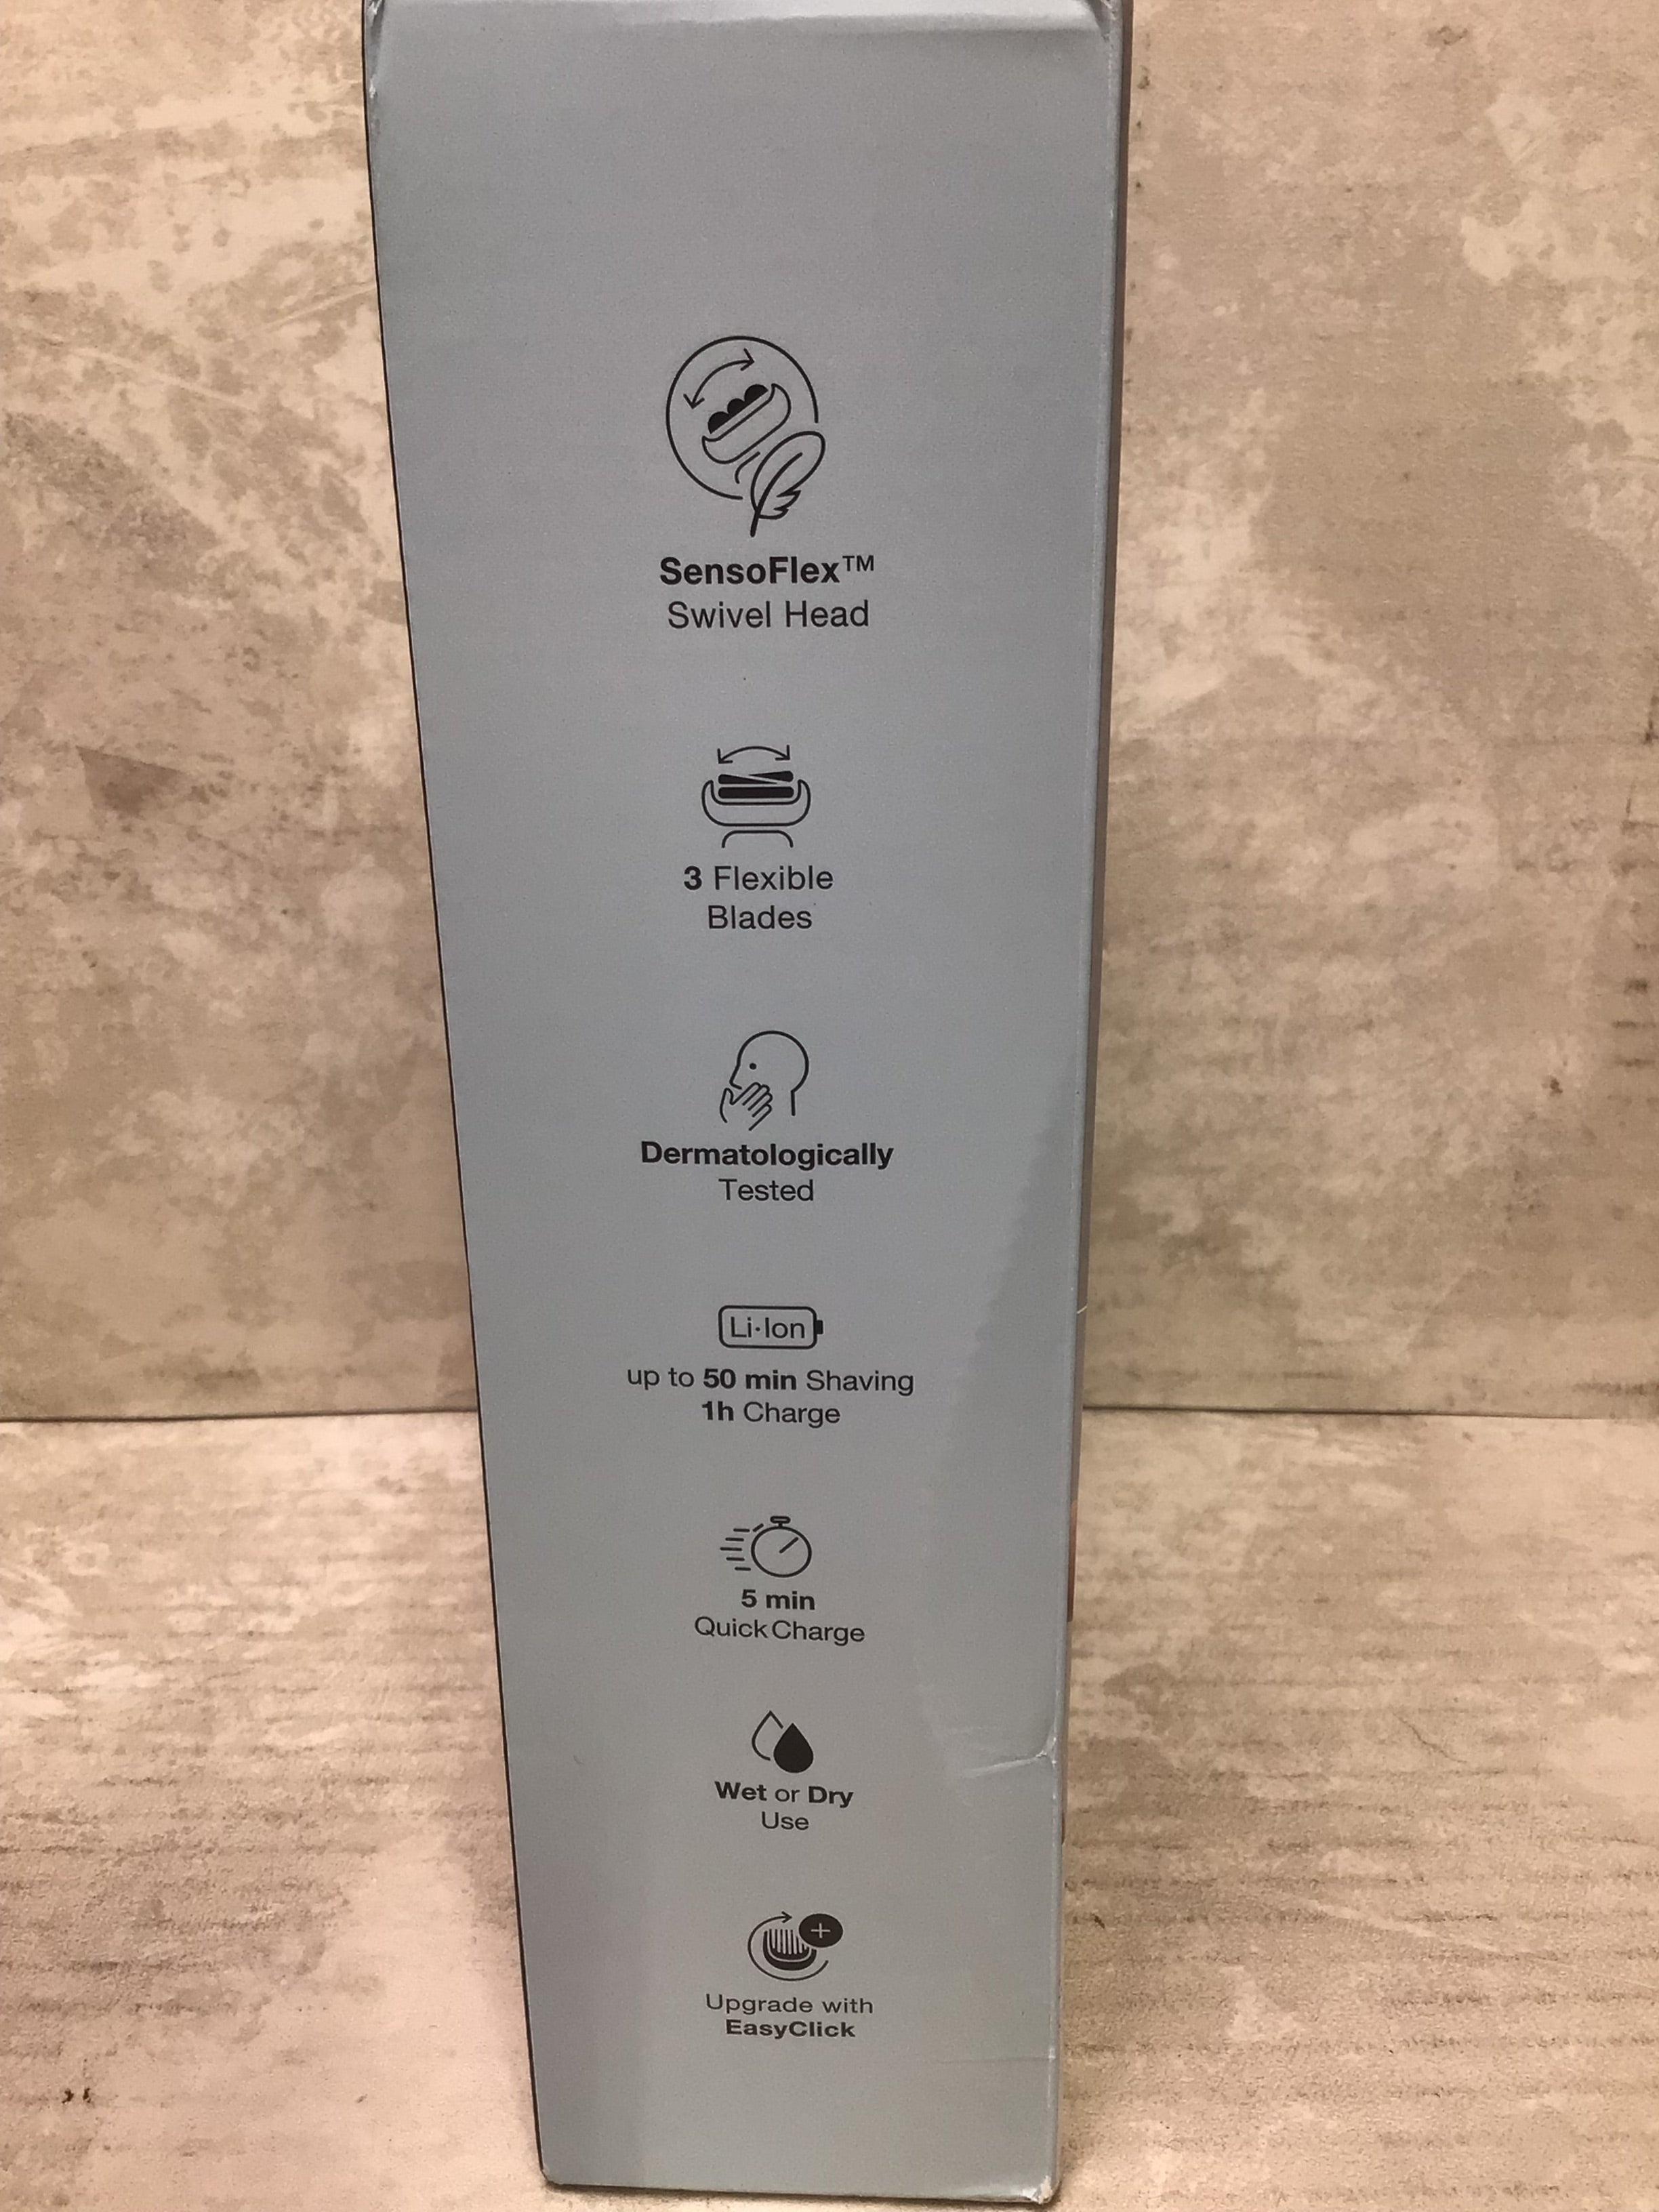 SensoFlex™
Swivel Head
3 Flexible
Blades
Dermatologically
Tested
Li·Ion
up to 50 min Shaving
1h Charge
5 min
Quick Charge
Wet or Dry
Use
Upgrade with
EasyClick